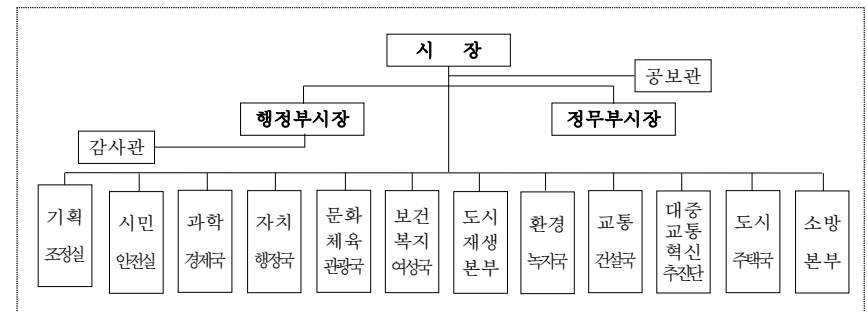 시 장
공보관
행정부시장
정무부시장
감사관
기획
조정실
시민
안전실
과학
경제국
자치
행정국
문화
체육
관광국
보건
복지
여성국
도시
재생
본부
환경
녹지국
교통
건설국
대중
교통
혁신
추진단
도시
주택국
소방
본부